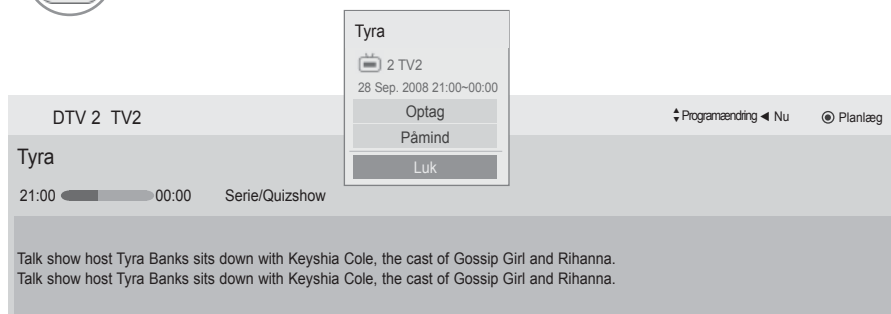 Tyra
2 TV2
28 Sep. 2008 21:00~00:00
Optag
Påmind
Luk
DTV 2 TV2
Programændring ◄ Nu
Planlæg
Tyra
21:00 00:00 Serie/Quizshow
Talk show host Tyra Banks sits down with Keyshia Cole, the cast of Gossip Girl and Rihanna.
Talk show host Tyra Banks sits down with Keyshia Cole, the cast of Gossip Girl and Rihanna.